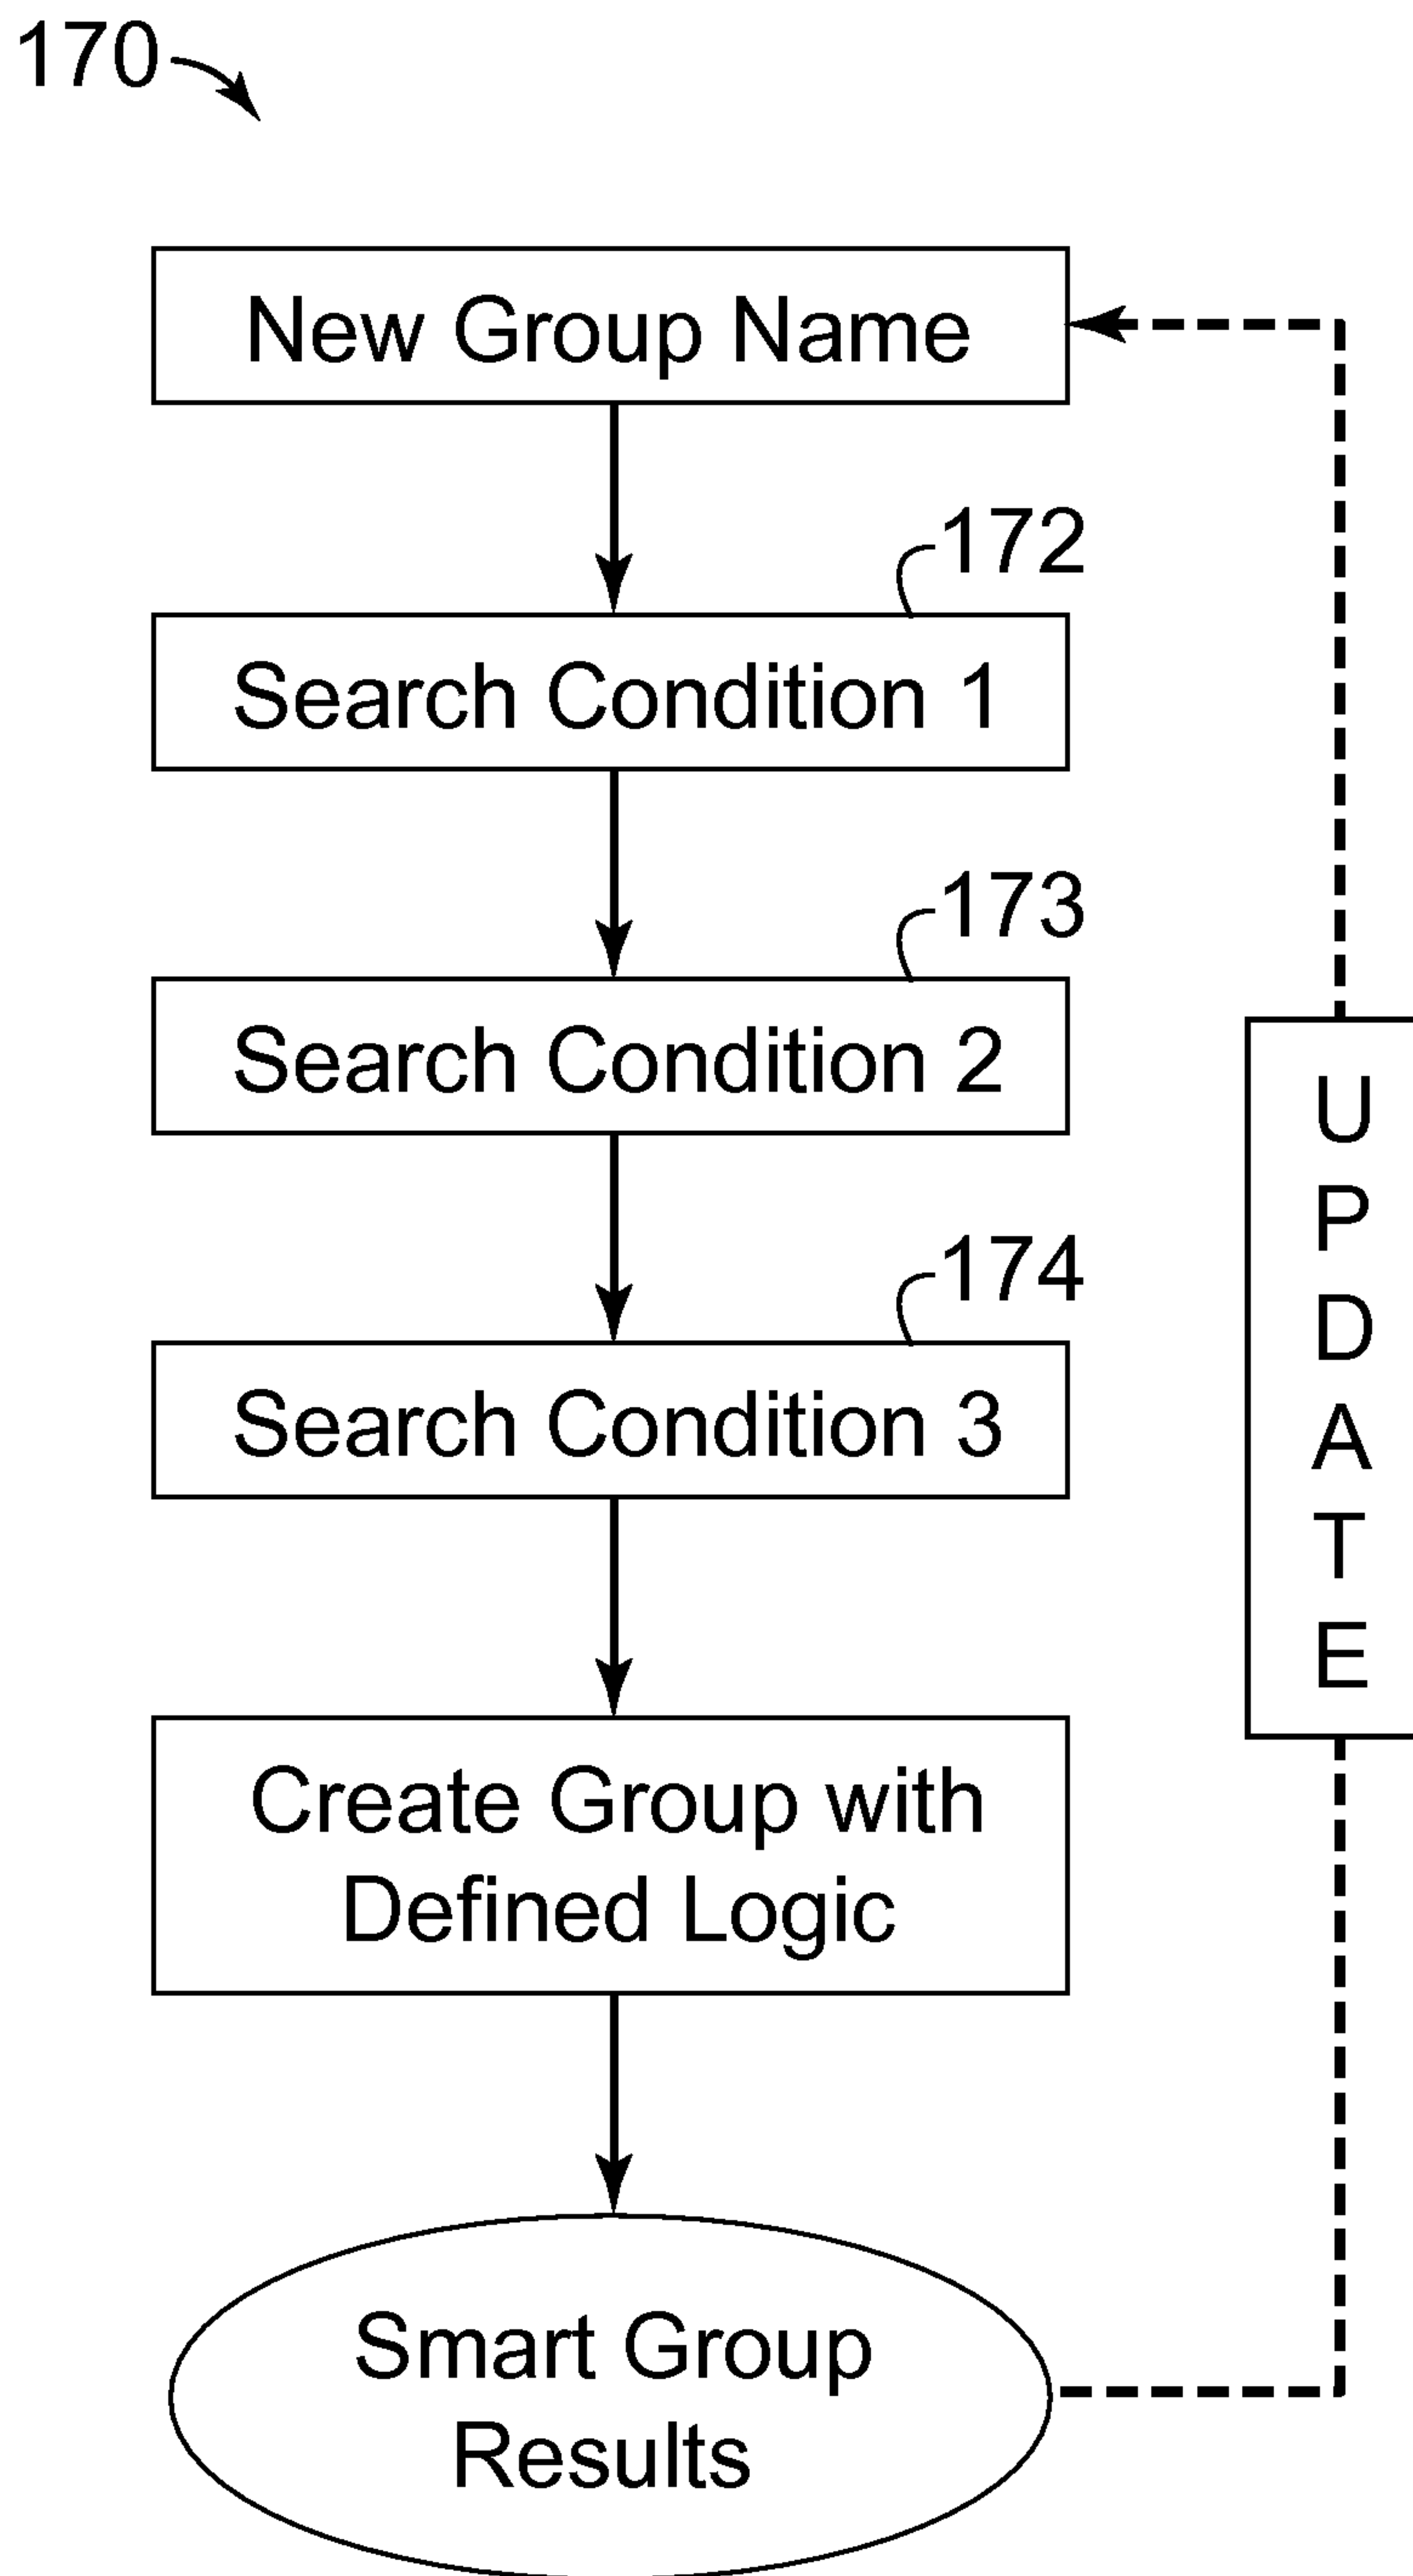 170
New Group Name
172
Search Condition 1
173
Search Condition 2
174
Search Condition 3
U
P
D
A
T
E
Create Group with
Defined Logic
Smart Group
Results